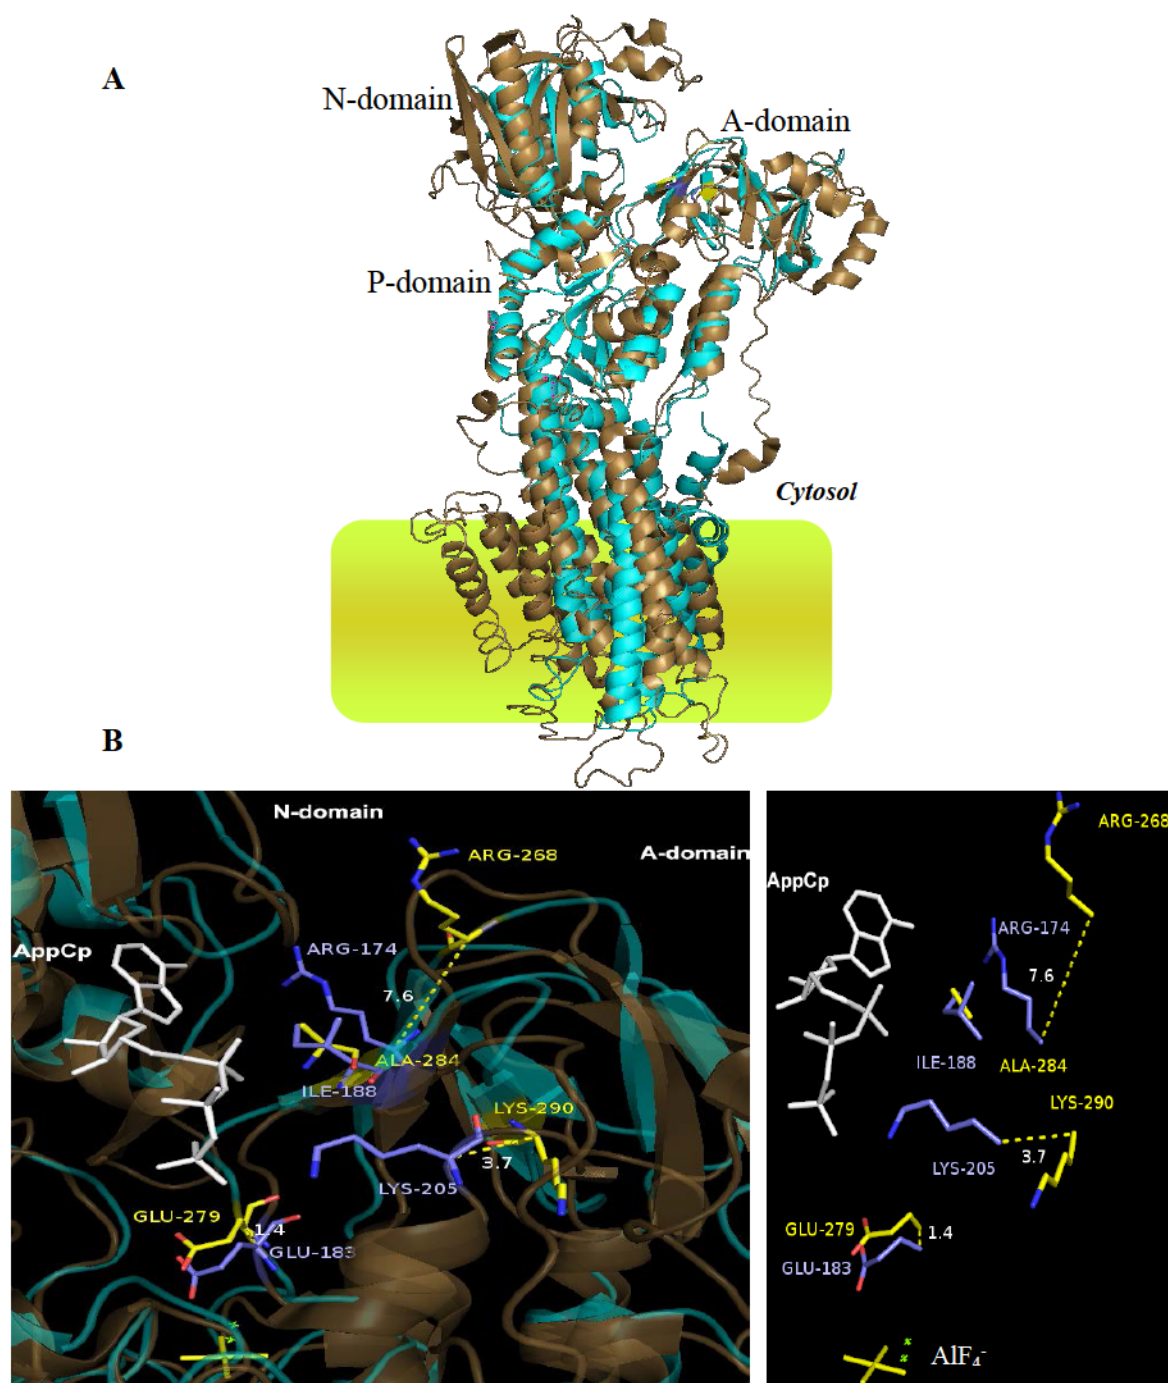 A
N-domain
A-domain
P-domain
Cytosol
B
N-domain
ARG-268
A-domain
ARG-174
AppCp
7.6
ALA-284
ILE-188
LYS-290
3.7
LYS-205
GLU-279
1.4
GLU-183
ARG-268
AppCp
ARG-174
7.6
ILE-188
ALA-284
LYS-290
LYS-205
3.7
GLU-279
1.4
GLU-183
AlF₄⁻